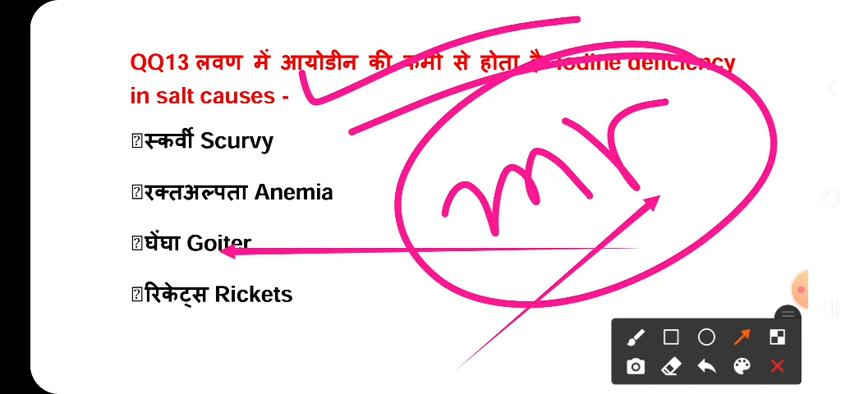 QQ13 लवण में आयोडीन की कमी से होता है- Iodine deficiency
in salt causes -
स्कर्वी Scurvy
रक्तअल्पता Anemia
घेंघा Goiter
रिकेट्स Rickets